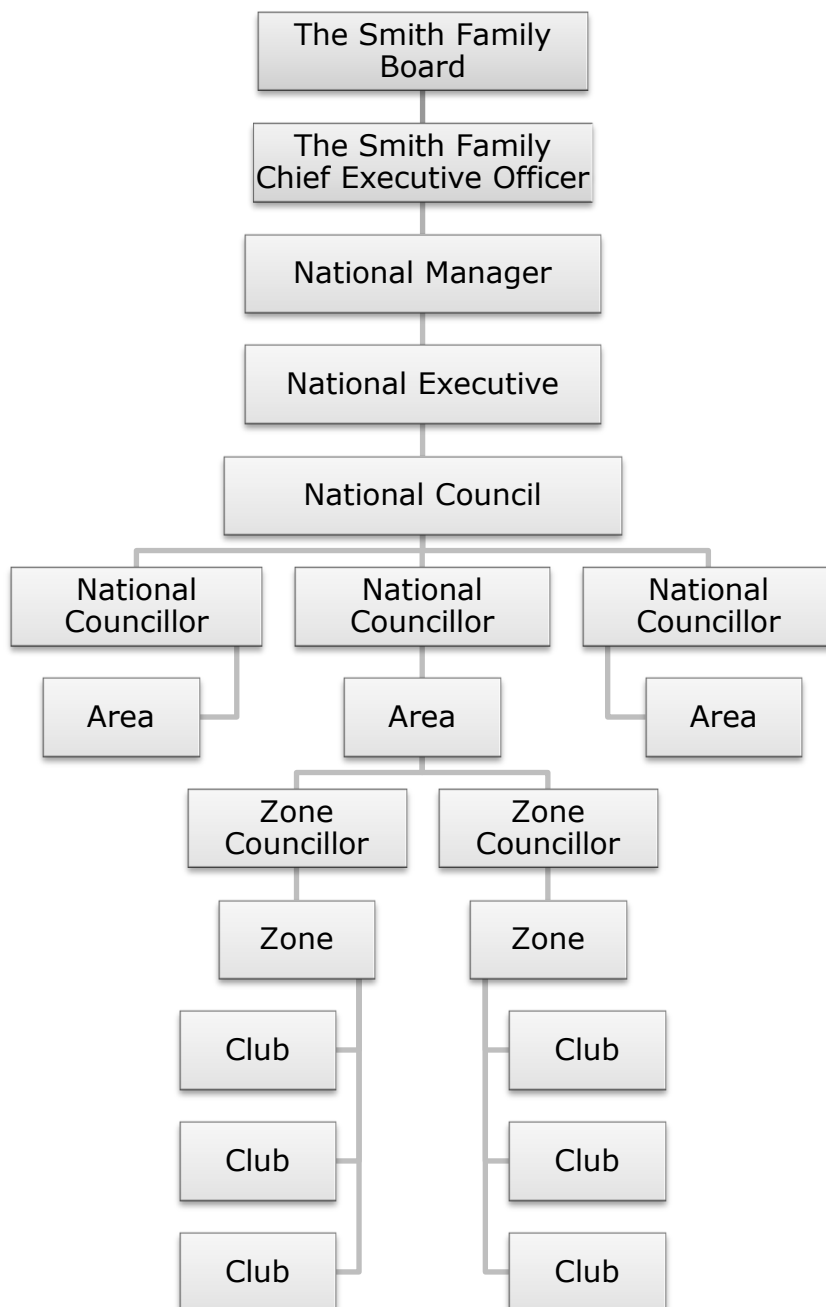 The Smith Family
Board
The Smith Family
Chief Executive Officer
National Manager
National Executive
National Council
National
Councillor
National
Councillor
National
Councillor
Area
Area
Area
Zone
Councillor
Zone
Councillor
Zone
Zone
Club
Club
Club
Club
Club
Club